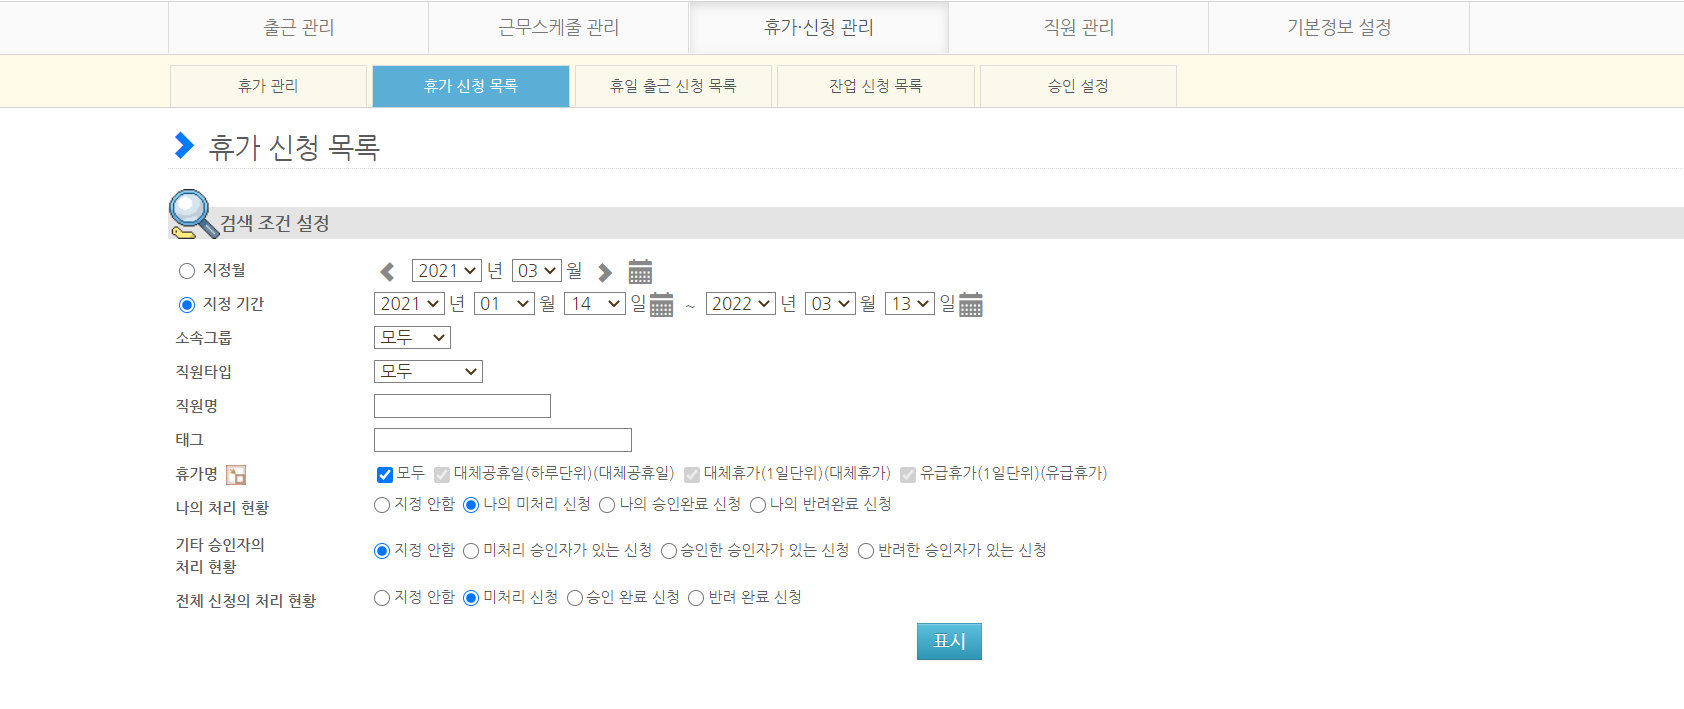 출근 관리 근무스케줄 관리 휴가·신청 관리 직원 관리 기본정보 설정
휴가 관리 휴가 신청 목록 휴일 출근 신청 목록 잔업 신청 목록 승인 설정
휴가 신청 목록
검색 조건 설정
지정월 2021 년 03 월
지정 기간 2021 년 01 월 14 일 ~ 2022 년 03 월 13 일
소속그룹 모두
직원타입 모두
직원명
태그
휴가명 모두 대체공휴일(하루단위)(대체공휴일) 대체휴가(1일단위)(대체휴가) 유급휴가(1일단위)(유급휴가)
나의 처리 현황 지정 안함 나의 미처리 신청 나의 승인완료 신청 나의 반려완료 신청
기타 승인자의
처리 현황 지정 안함 미처리 승인자가 있는 신청 승인한 승인자가 있는 신청 반려한 승인자가 있는 신청
전체 신청의 처리 현황 지정 안함 미처리 신청 승인 완료 신청 반려 완료 신청
표시